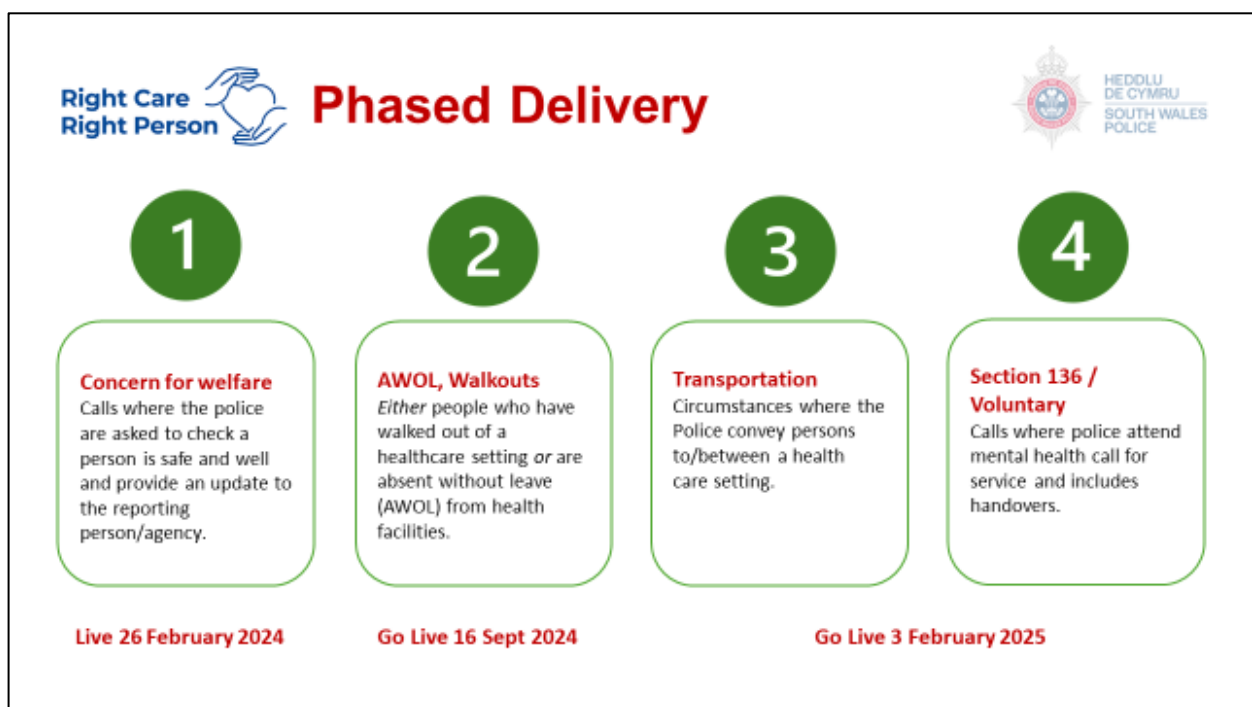 Right Care
Right Person
Phased Delivery
HEDDLU
DE CYMRU
SOUTH WALES
POLICE
1
2
3
4
Concern for welfare
Calls where the police
are asked to check a
person is safe and well
and provide an update to
the reporting
person/agency.
AWOL, Walkouts
Either people who have
walked out of a
healthcare setting or are
absent without leave
(AWOL) from health
facilities.
Transportation
Circumstances where the
Police convey persons
to/between a health
care setting.
Section 136 /
Voluntary
Calls where police attend
mental health call for
service and includes
handovers.
Live 26 February 2024
Go Live 16 Sept 2024
Go Live 3 February 2025